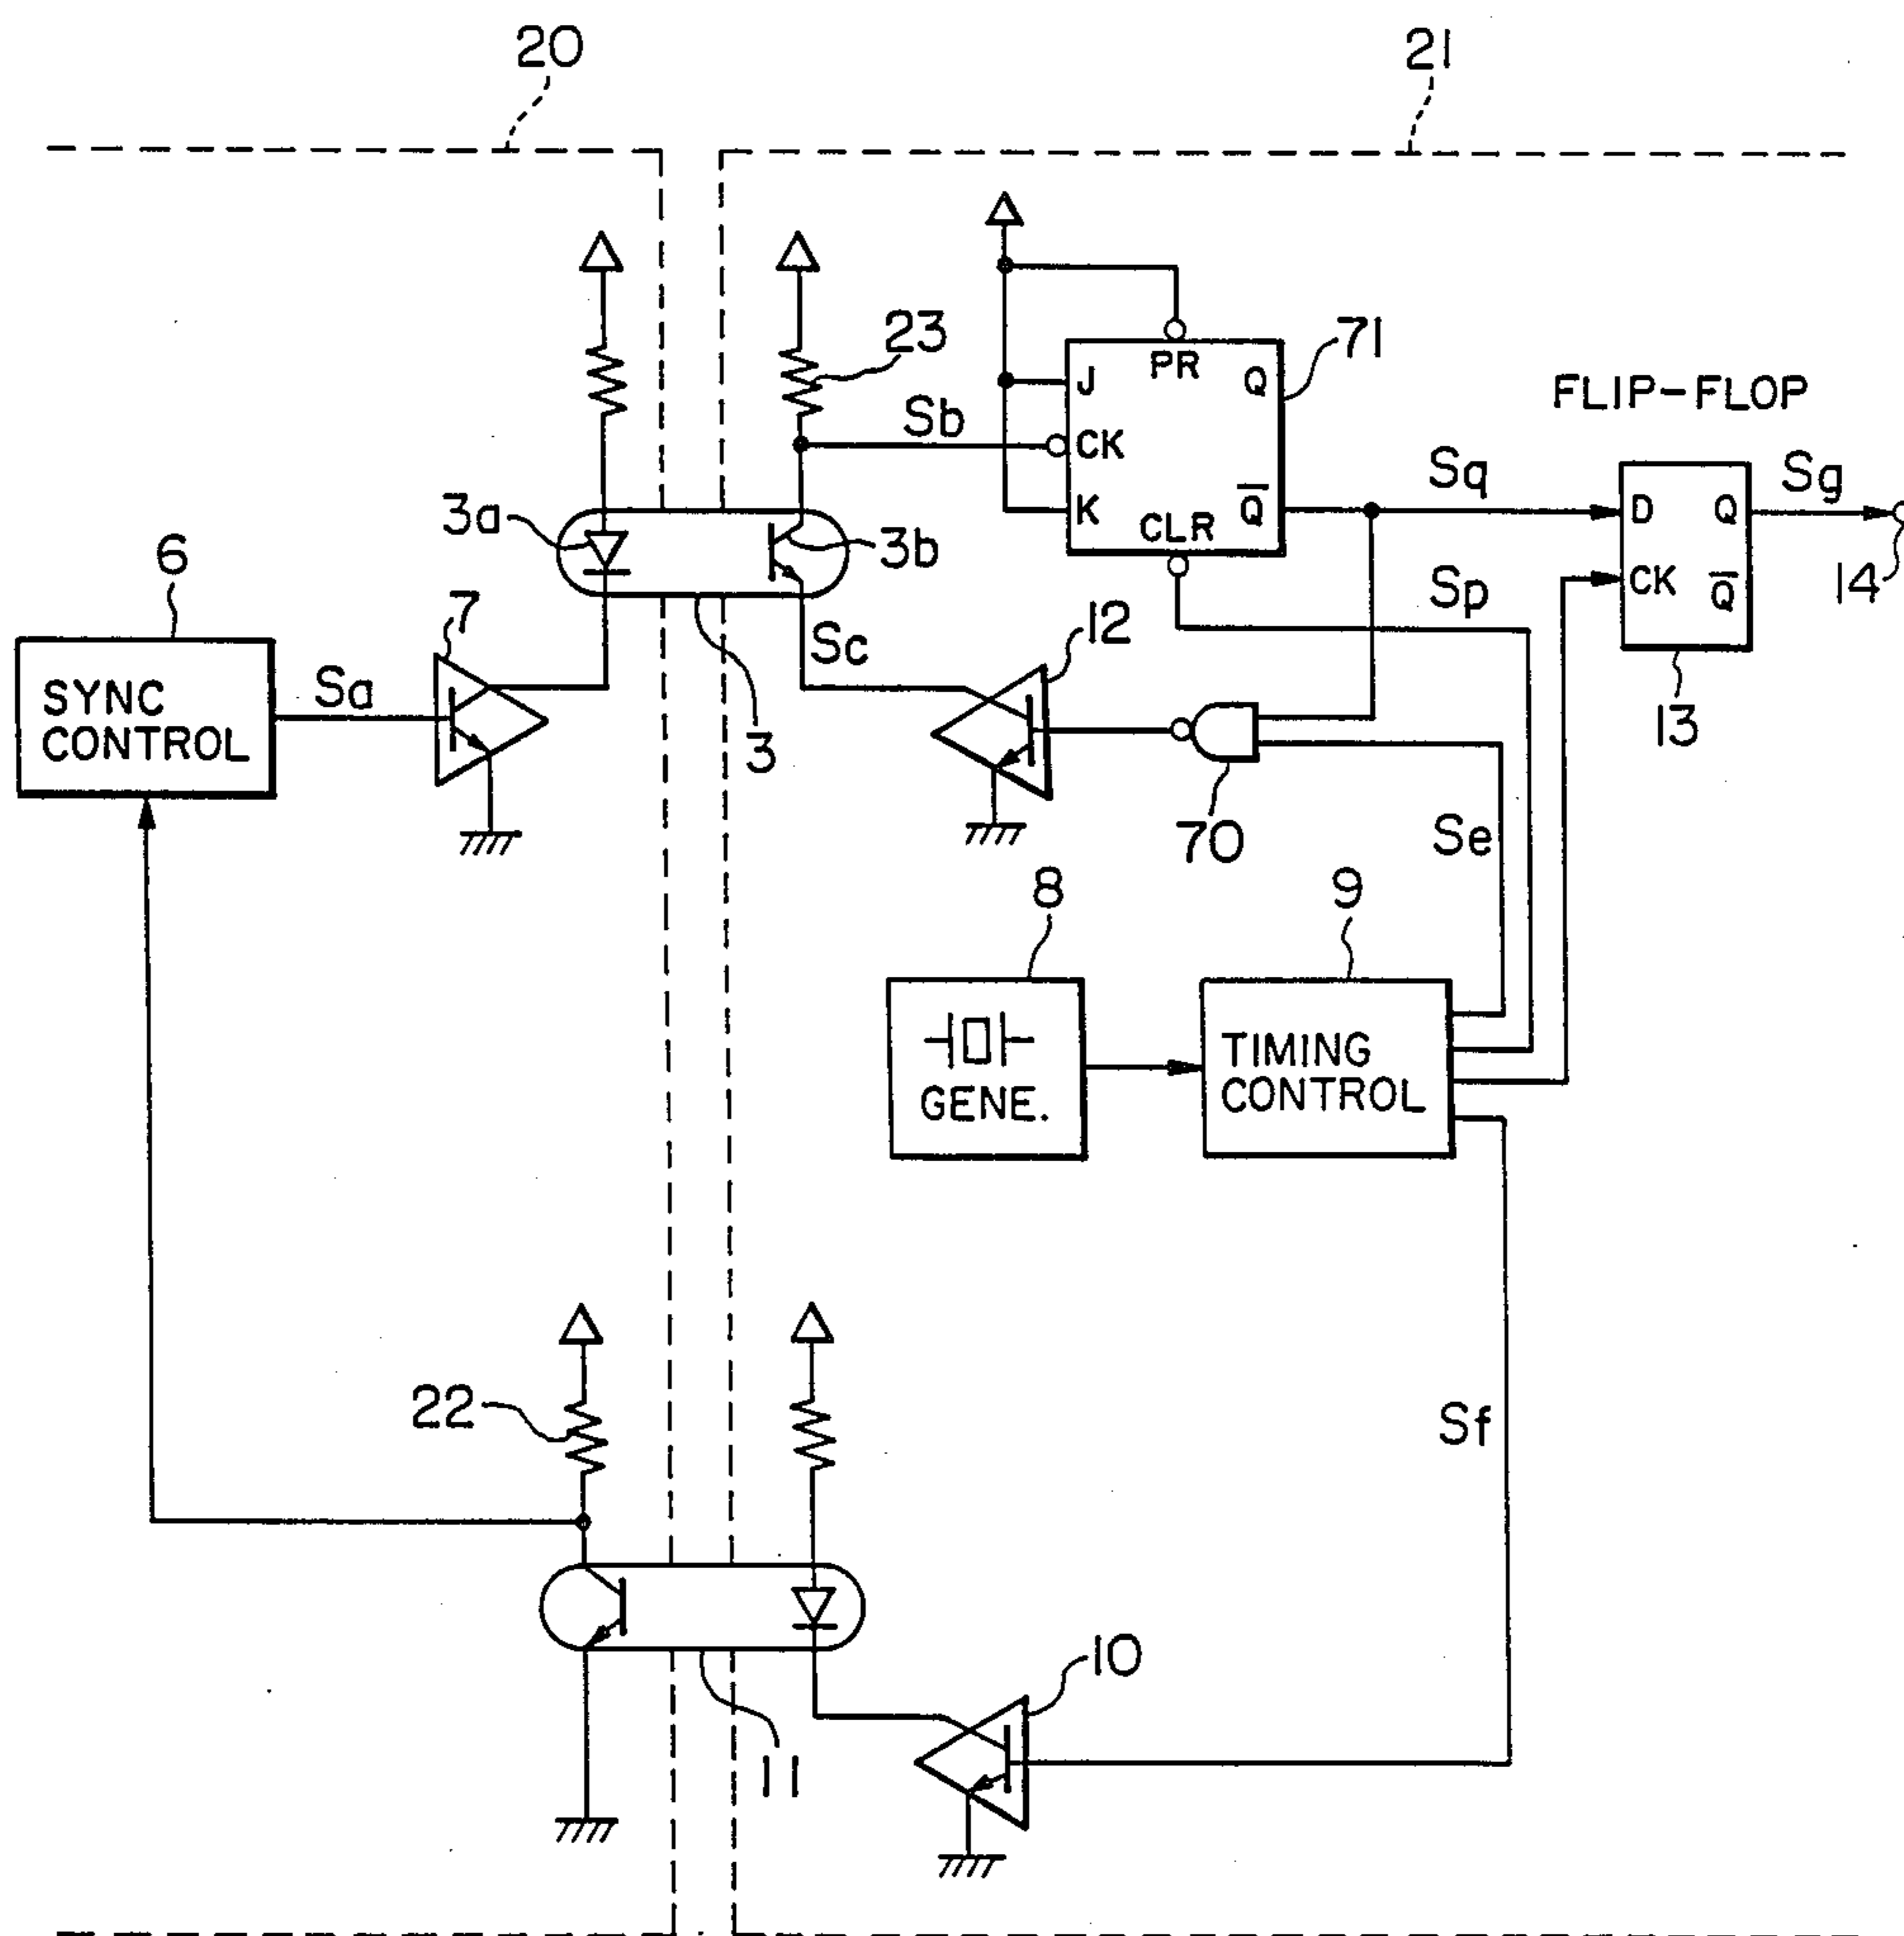 20
21
23
71
J
PR
Q
FLIP-FLOP
Sb
CK
Sq
Sg
3a
3b
K
CLR
Q̅
D
Q
6
7
Sc
12
Sp
CK
Q̅
14
SYNC
CONTROL
Sa
3
13
70
Se
8
9
GENE.
TIMING
CONTROL
22
Sf
10
11